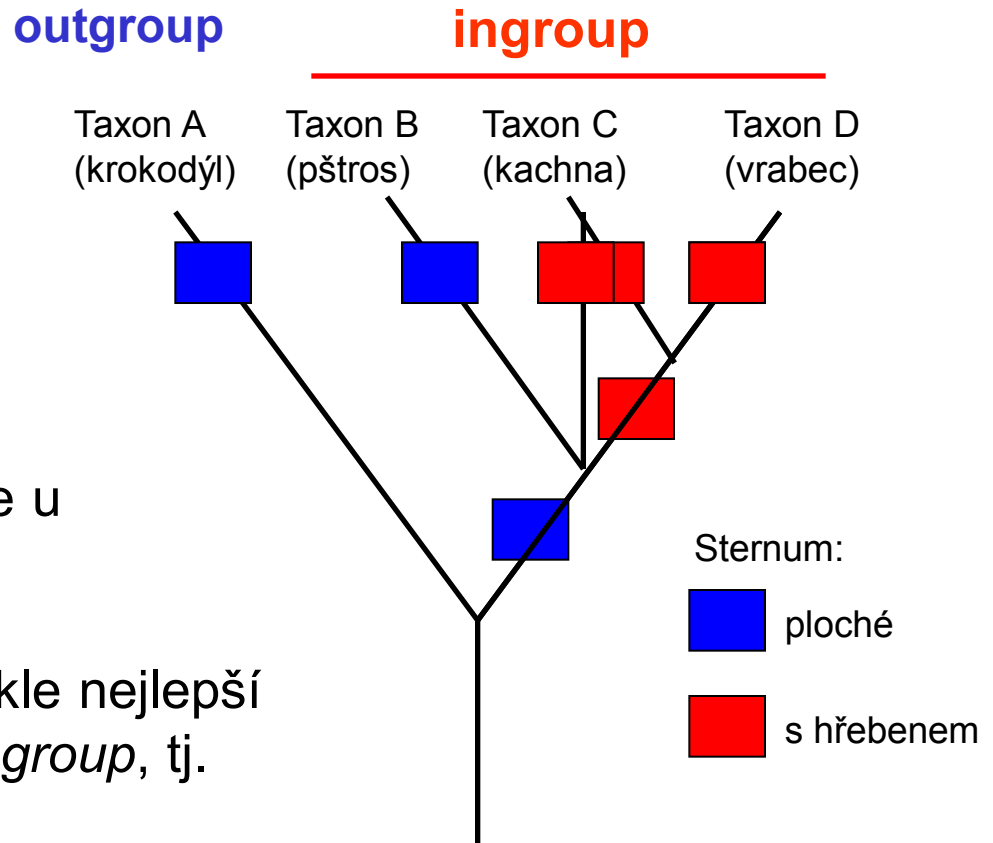 outgroup ingroup
Taxon A Taxon B Taxon C Taxon D
(krokodýl) (pštros) (kachna) (vrabec)
e u
Sternum:
ploché
kle nejlepší
group, tj.
s hřebenem